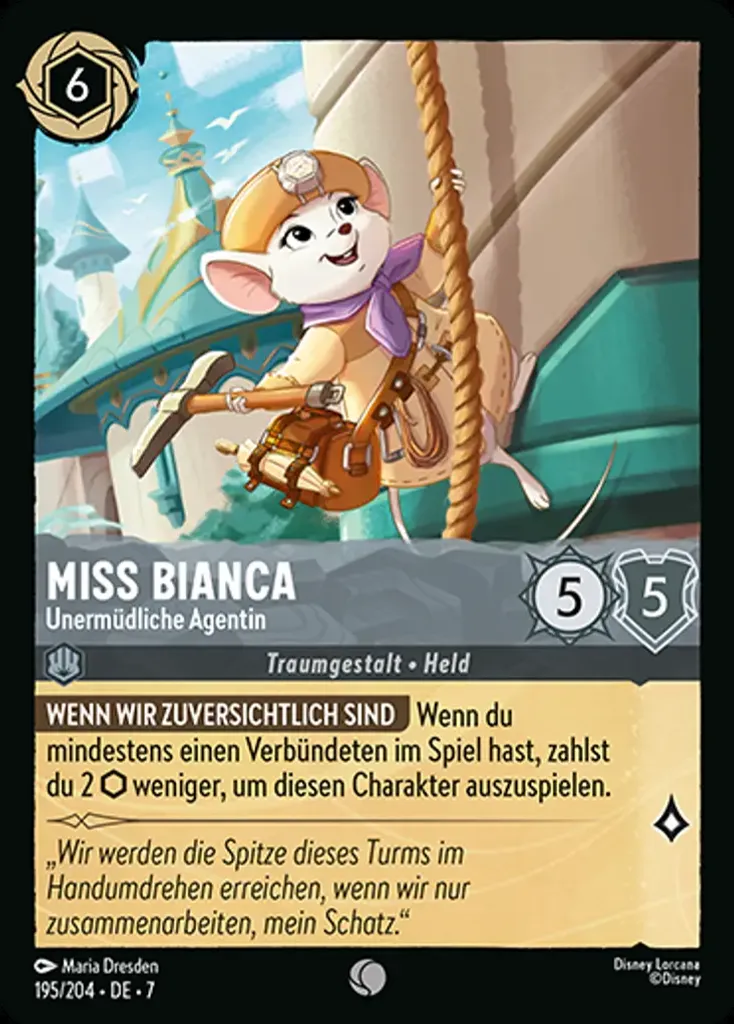 6
MISS BIANCA
Unermüdliche Agentin
5
5
Traumgestalt • Held
WENN WIR ZUVERSICHTLICH SIND Wenn du
mindestens einen Verbündeten im Spiel hast, zahlst
du 2 ⬡ weniger, um diesen Charakter auszuspielen.
„Wir werden die Spitze dieses Turms im
Handumdrehen erreichen, wenn wir nur
zusammenarbeiten, mein Schatz.“
Maria Dresden
195/204 • DE • 7
Disney Lorcana
©Disney